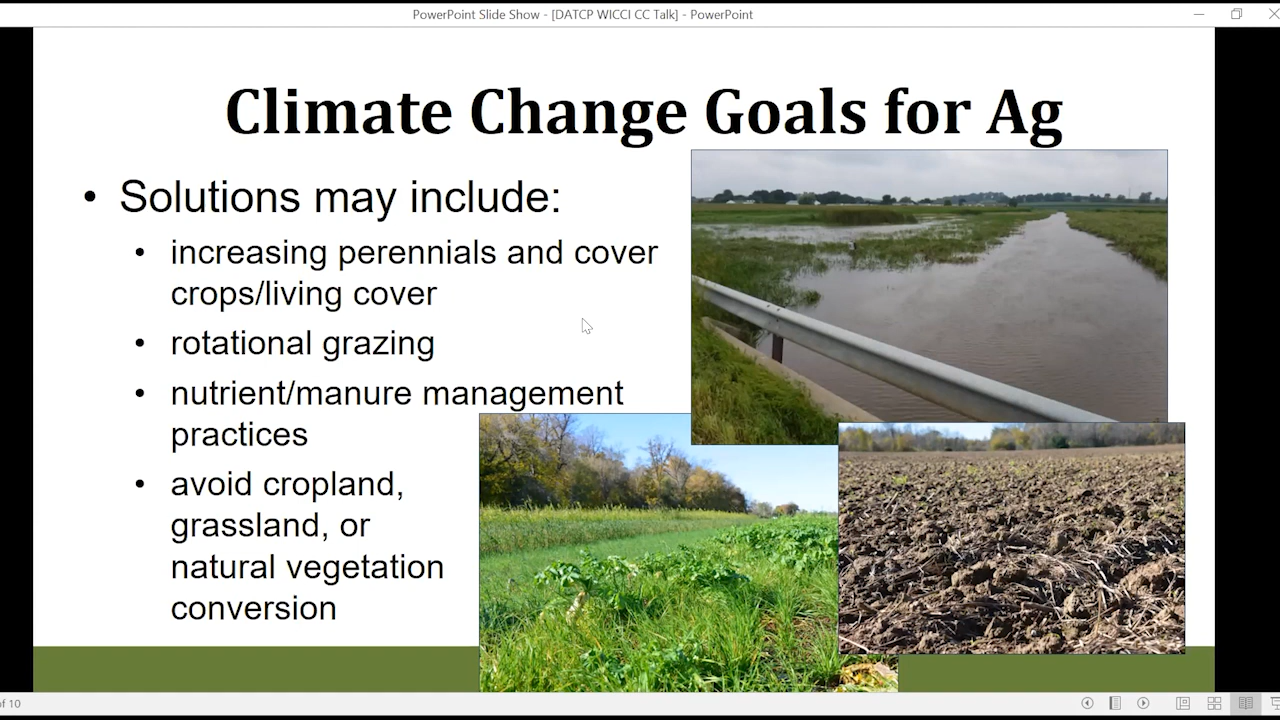 PowerPoint Slide Show - [DATCP WICCI CC Talk] - PowerPoint
Climate Change Goals for Ag
• Solutions may include:
• increasing perennials and cover
crops/living cover
• rotational grazing
• nutrient/manure management
practices
• avoid cropland,
grassland, or
natural vegetation
conversion
of 10